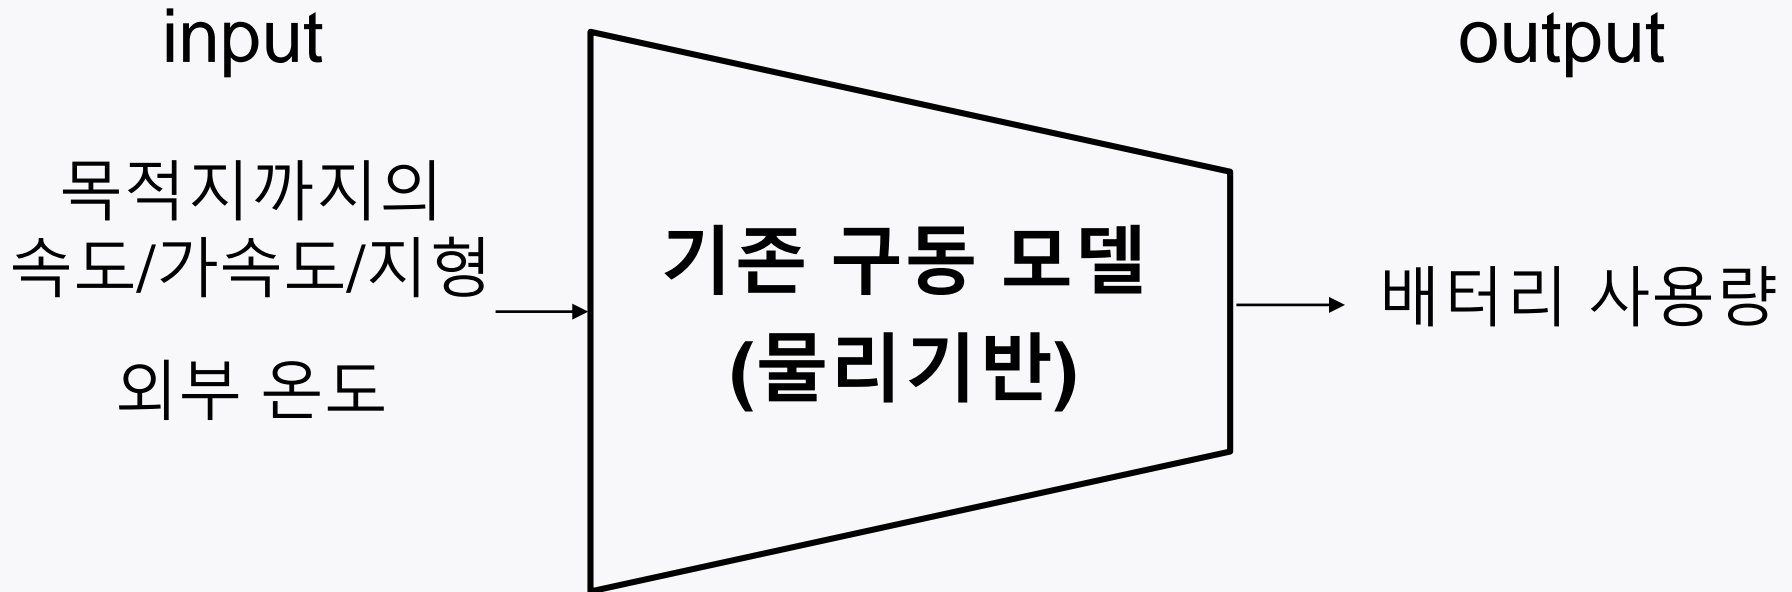 input
목적지까지의
속도/가속도/지형
외부 온도
기존 구동 모델
(물리기반)
output
배터리 사용량